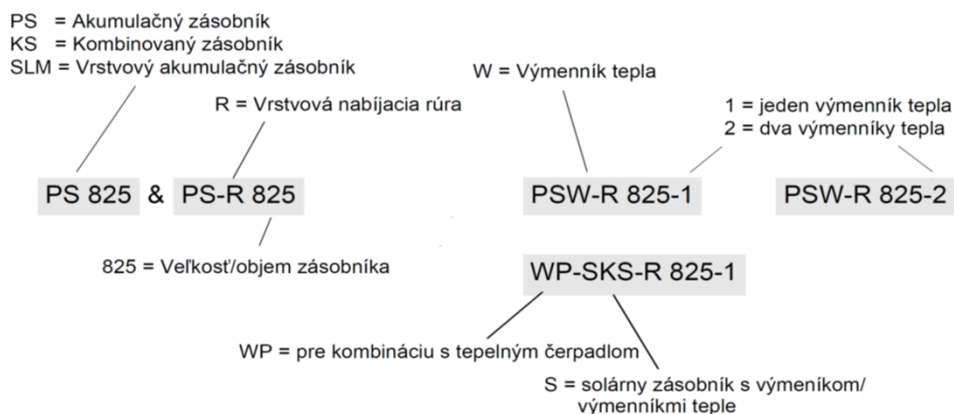 PS = Akumulačný zásobník
KS = Kombinovaný zásobník
SLM = Vrstvový akumulačný zásobník
R = Vrstvová nabíjacia rúra
W = Výmenník tepla
1 = jeden výmenník tepla
2 = dva výmenníky tepla
PS 825 & PS-R 825
PSW-R 825-1
PSW-R 825-2
825 = Veľkosť/objem zásobníka
WP-SKS-R 825-1
WP = pre kombináciu s tepelným čerpadlom
S = solárny zásobník s výmeníkom/
výmenníkmi teple